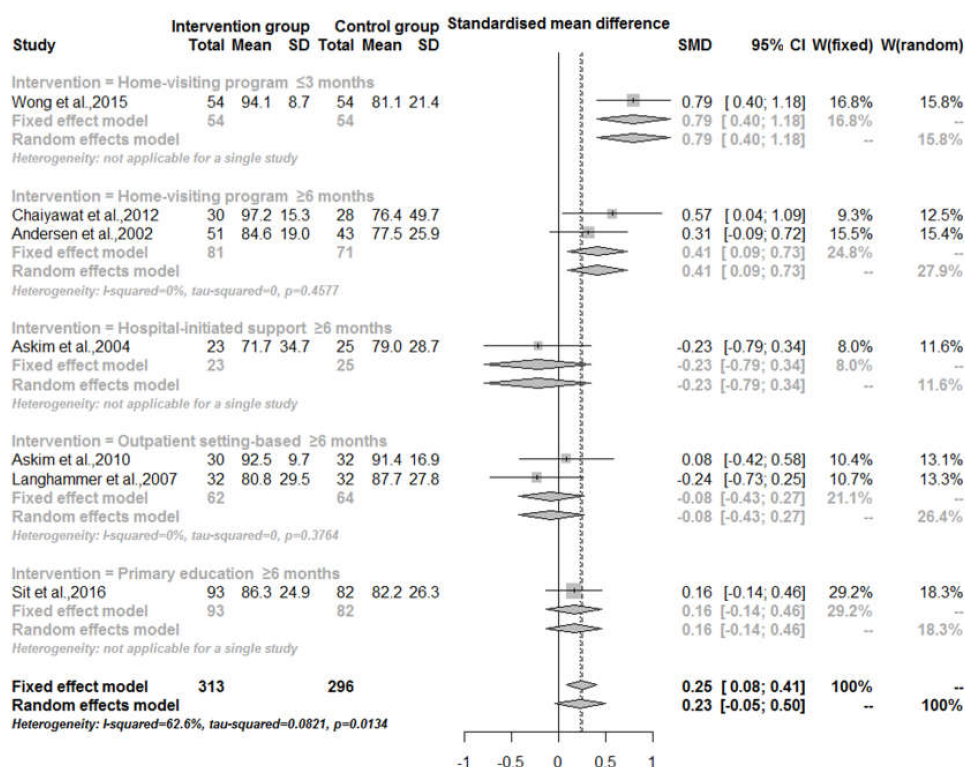 Intervention group Control group Standardised mean difference
Study Total Mean SD Total Mean SD SMD 95% CI W(fixed) W(random)
Intervention = Home-visiting program ≤3 months
Wong et al.,2015 54 94.1 8.7 54 81.1 21.4 0.79 [0.40; 1.18] 16.8% 15.8%
Fixed effect model 54 54 0.79 [0.40; 1.18] 16.8% --
Random effects model 0.79 [0.40; 1.18] -- 15.8%
Heterogeneity: not applicable for a single study
Intervention = Home-visiting program ≥6 months
Chaiyawat et al.,2012 30 97.2 15.3 28 76.4 49.7 0.57 [0.04; 1.09] 9.3% 12.5%
Andersen et al.,2002 51 84.6 19.0 43 77.5 25.9 0.31 [-0.09; 0.72] 15.5% 15.4%
Fixed effect model 81 71 0.41 [0.09; 0.73] 24.8% --
Random effects model 0.41 [0.09; 0.73] -- 27.9%
Heterogeneity: I-squared=0%, tau-squared=0, p=0.4577
Intervention = Hospital-initiated support ≥6 months
Askim et al.,2004 23 71.7 34.7 25 79.0 28.7 -0.23 [-0.79; 0.34] 8.0% 11.6%
Fixed effect model 23 25 -0.23 [-0.79; 0.34] 8.0% --
Random effects model -0.23 [-0.79; 0.34] -- 11.6%
Heterogeneity: not applicable for a single study
Intervention = Outpatient setting-based ≥6 months
Askim et al.,2010 30 92.5 9.7 32 91.4 16.9 0.08 [-0.42; 0.58] 10.4% 13.1%
Langhammer et al.,2007 32 80.8 29.5 32 87.7 27.8 -0.24 [-0.73; 0.25] 10.7% 13.3%
Fixed effect model 62 64 -0.08 [-0.43; 0.27] 21.1% --
Random effects model -0.08 [-0.43; 0.27] -- 26.4%
Heterogeneity: I-squared=0%, tau-squared=0, p=0.3764
Intervention = Primary education ≥6 months
Sit et al.,2016 93 86.3 24.9 82 82.2 26.3 0.16 [-0.14; 0.46] 29.2% 18.3%
Fixed effect model 93 82 0.16 [-0.14; 0.46] 29.2% --
Random effects model 0.16 [-0.14; 0.46] -- 18.3%
Heterogeneity: not applicable for a single study
Fixed effect model 313 296 0.25 [0.08; 0.41] 100% --
Random effects model 0.23 [-0.05; 0.50] -- 100%
Heterogeneity: I-squared=62.6%, tau-squared=0.0821, p=0.0134
-1 -0.5 0 0.5 1